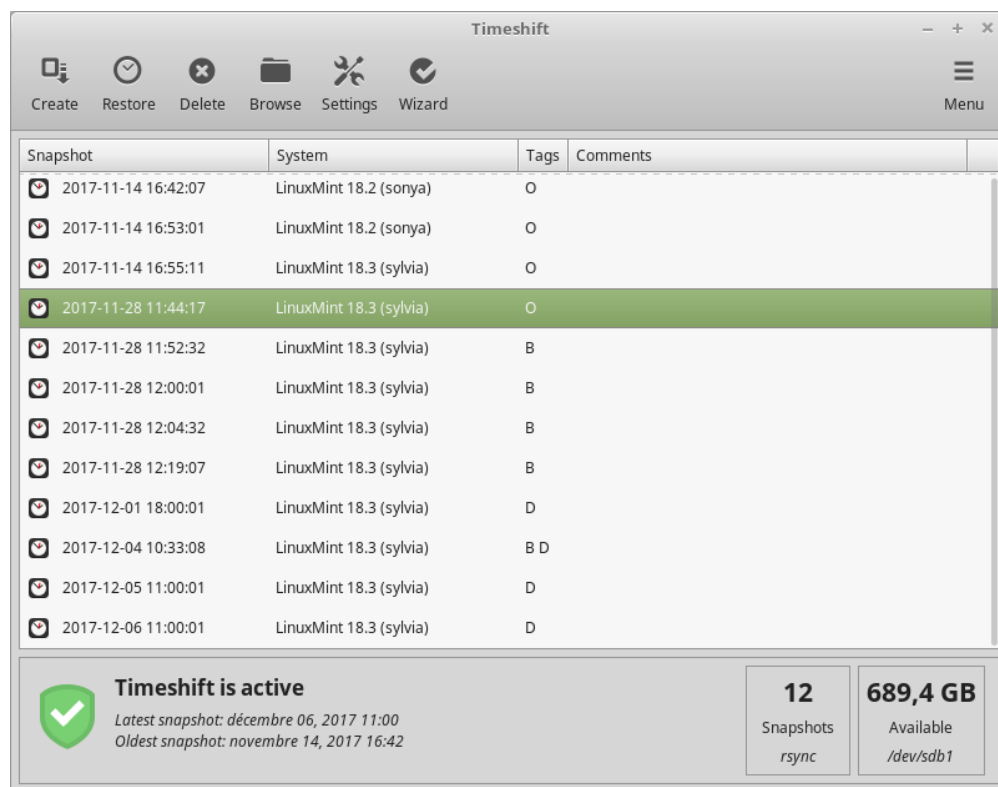 Timeshift
Create Restore Delete Browse Settings Wizard Menu
Snapshot System Tags Comments
2017-11-14 16:42:07 LinuxMint 18.2 (sonya) O
2017-11-14 16:53:01 LinuxMint 18.2 (sonya) O
2017-11-14 16:55:11 LinuxMint 18.3 (sylvia) O
2017-11-28 11:44:17 LinuxMint 18.3 (sylvia) O
2017-11-28 11:52:32 LinuxMint 18.3 (sylvia) B
2017-11-28 12:00:01 LinuxMint 18.3 (sylvia) B
2017-11-28 12:04:32 LinuxMint 18.3 (sylvia) B
2017-11-28 12:19:07 LinuxMint 18.3 (sylvia) B
2017-12-01 18:00:01 LinuxMint 18.3 (sylvia) D
2017-12-04 10:33:08 LinuxMint 18.3 (sylvia) B D
2017-12-05 11:00:01 LinuxMint 18.3 (sylvia) D
2017-12-06 11:00:01 LinuxMint 18.3 (sylvia) D
Timeshift is active
Latest snapshot: décembre 06, 2017 11:00
Oldest snapshot: novembre 14, 2017 16:42
12
Snapshots
rsync
689,4 GB
Available
/dev/sdb1